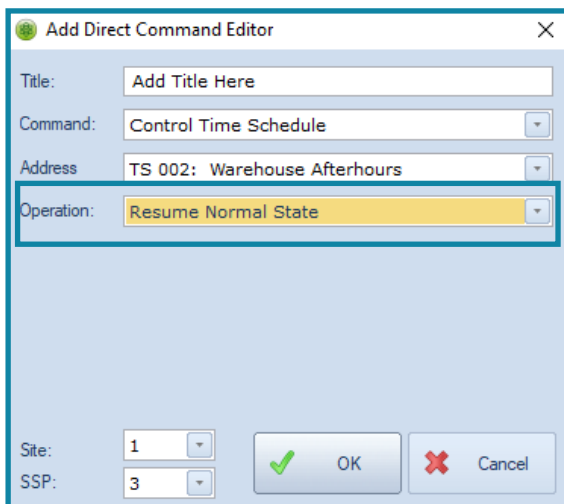 Add Direct Command Editor
Title: Add Title Here
Command: Control Time Schedule
Address TS 002: Warehouse Afterhours
Operation: Resume Normal State
Site: 1
OK Cancel
SSP: 3